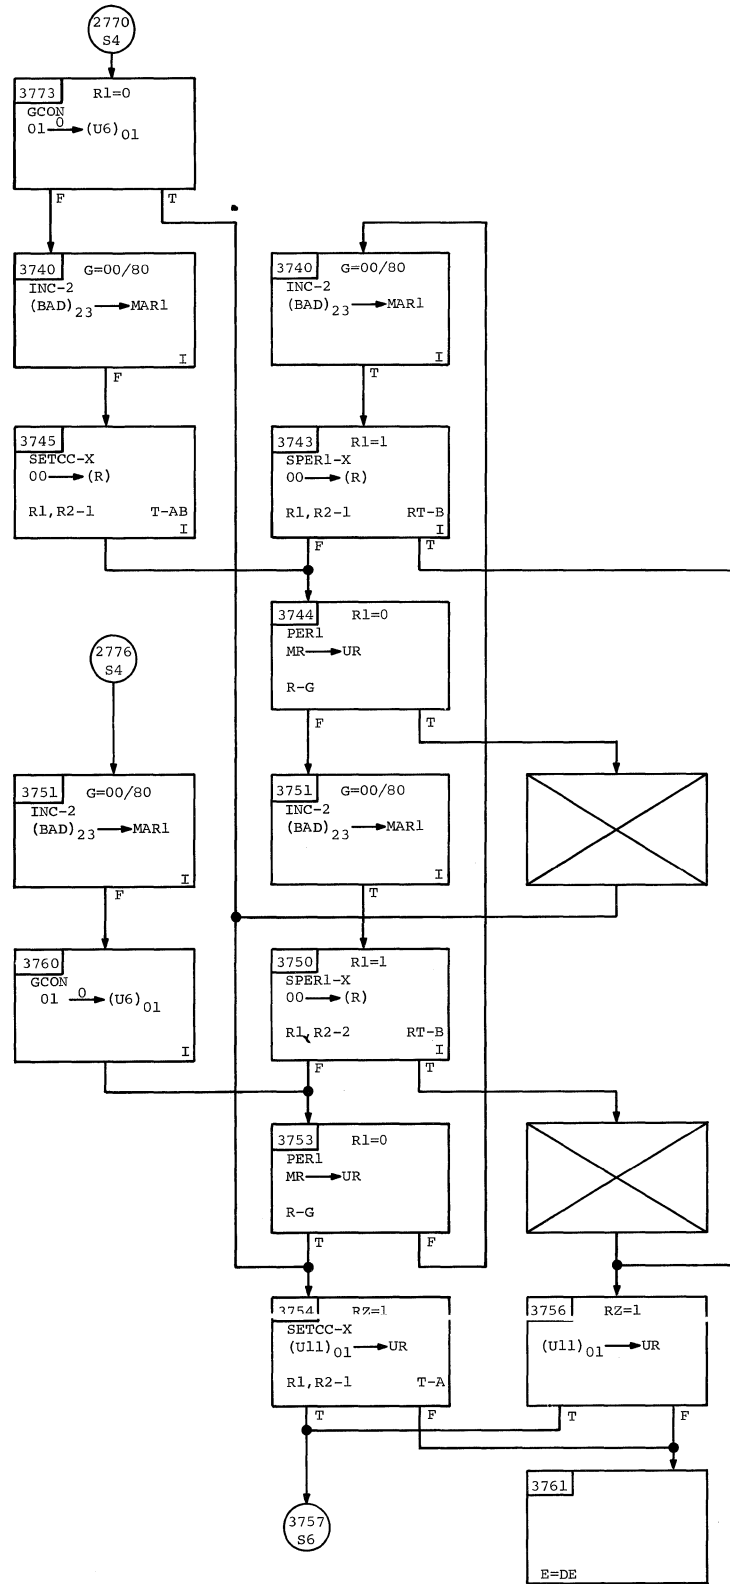 2770
S4
3773 R1=0
GCON
01 0 (U6)01
F T
3740 G=00/80
INC-2
(BAD)23 MAR1
I
F
3740 G=00/80
INC-2
(BAD)23 MAR1
I
T
3745
SETCC-X
00 (R)
R1,R2-1 T-AB
I
3743 R1=1
SPER1-X
00 (R)
R1,R2-1 RT-B
I
F T
3744 R1=0
PER1
MR UR
R-G
F T
2776
S4
3751 G=00/80
INC-2
(BAD)23 MAR1
I
F
3751 G=00/80
INC-2
(BAD)23 MAR1
I
T
3760
GCON
01 0 (U6)01
I
3750 R1=1
SPER1-X
00 (R)
R1,R2-2 RT-B
I
F T
3753 R1=0
PER1
MR UR
R-G
T F
3754 RZ=1
SETCC-X
(U11)01 UR
R1,R2-1 T-A
T F
3756 RZ=1
(U11)01 UR
T F
3757
S6
3761
E=DE